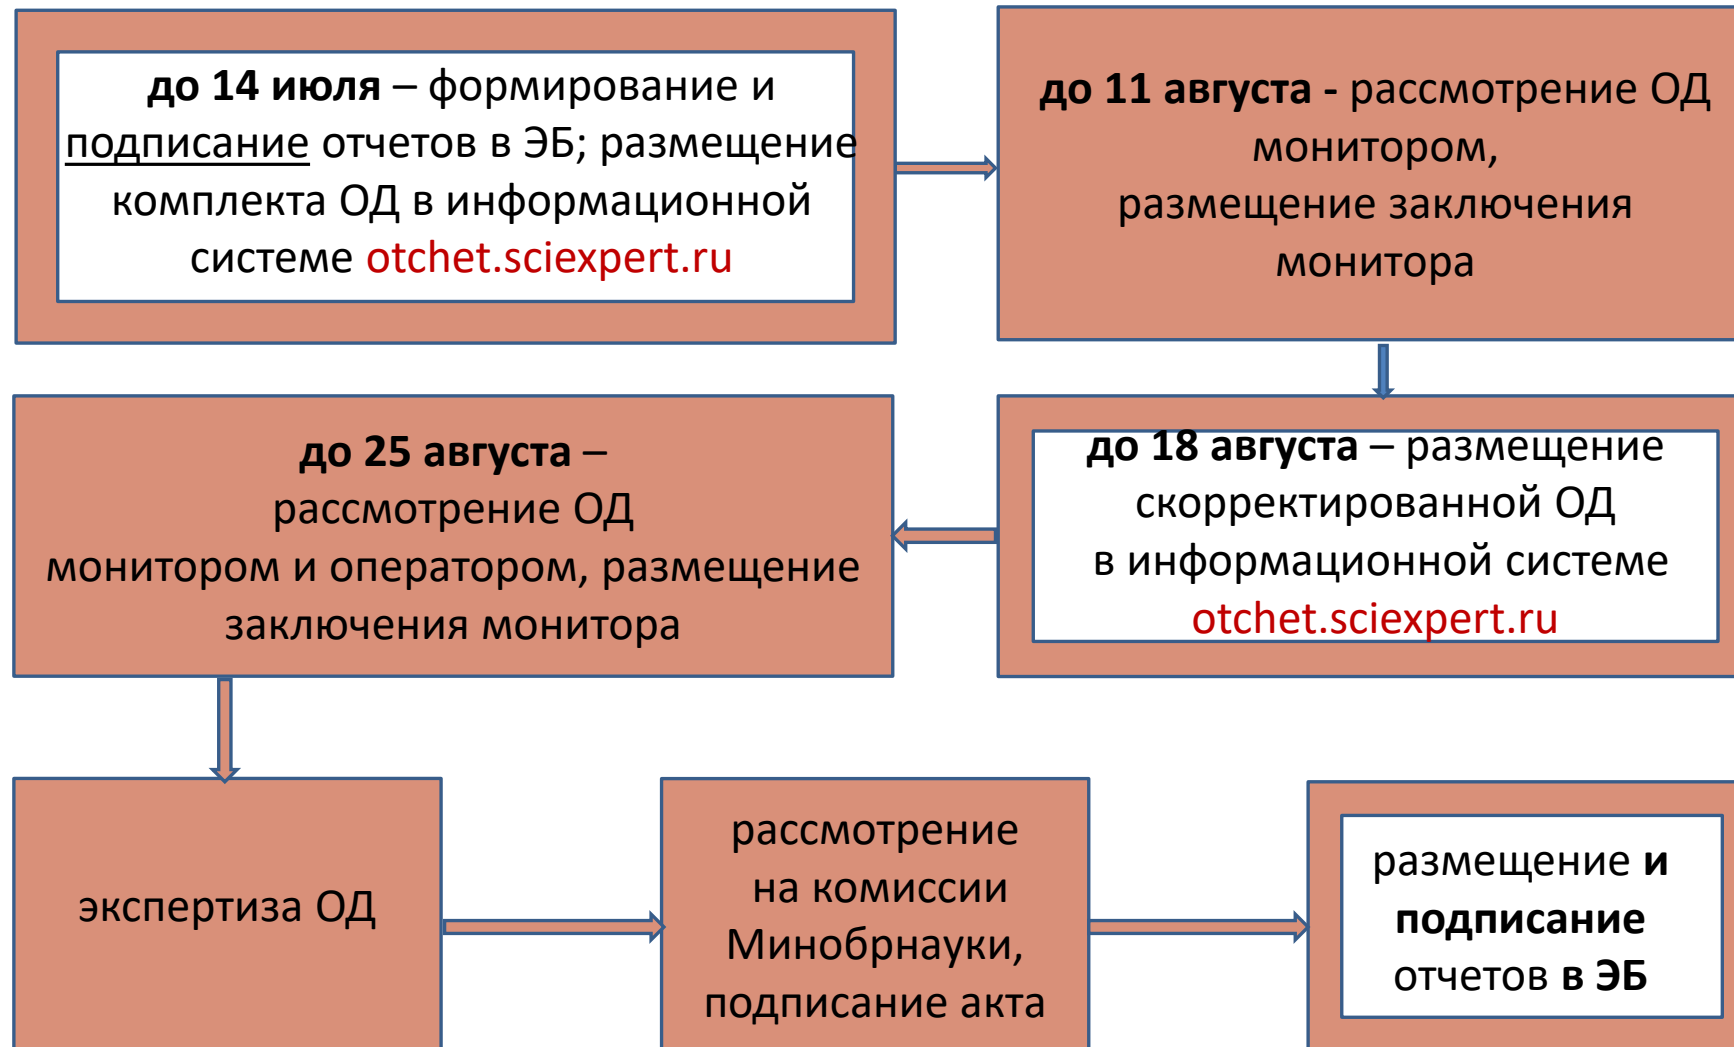 до 14 июля – формирование и
подписание отчетов в ЭБ; размещение
комплекта ОД в информационной
системе otchet.sciexpert.ru
до 11 августа - рассмотрение ОД
монитором,
размещение заключения
монитора
до 18 августа – размещение
скорректированной ОД
в информационной системе
otchet.sciexpert.ru
до 25 августа –
рассмотрение ОД
монитором и оператором, размещение
заключения монитора
экспертиза ОД
рассмотрение
на комиссии
Минобрнауки,
подписание акта
размещение и
подписание
отчетов в ЭБ